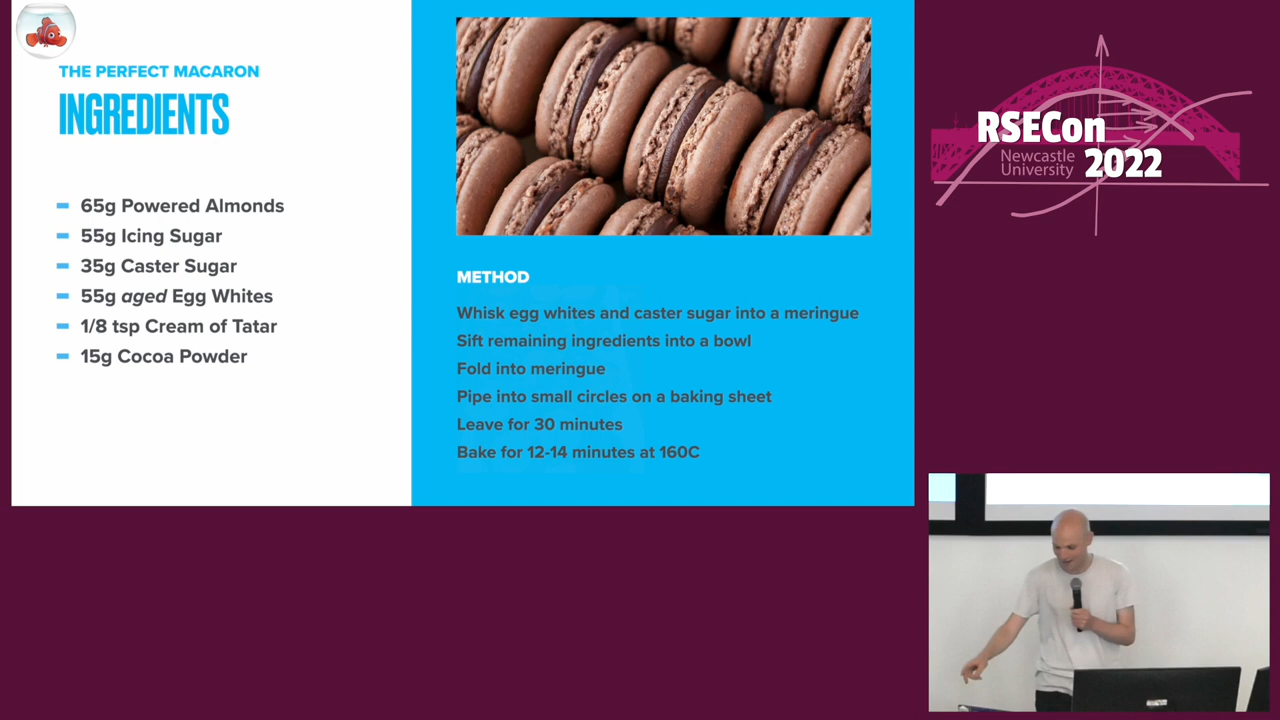 THE PERFECT MACARON
INGREDIENTS
65g Powered Almonds
55g Icing Sugar
35g Caster Sugar
55g aged Egg Whites
1/8 tsp Cream of Tatar
15g Cocoa Powder
METHOD
Whisk egg whites and caster sugar into a meringue
Sift remaining ingredients into a bowl
Fold into meringue
Pipe into small circles on a baking sheet
Leave for 30 minutes
Bake for 12-14 minutes at 160C
RSECon
Newcastle
University 2022